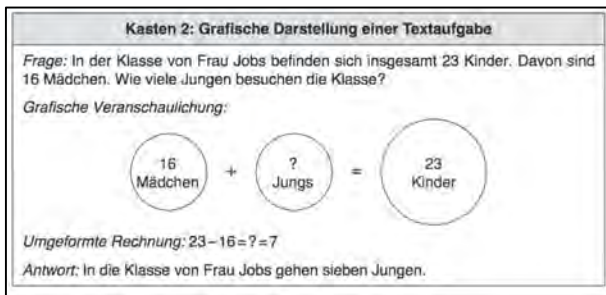 Kasten 2: Grafische Darstellung einer Textaufgabe
Frage: In der Klasse von Frau Jobs befinden sich insgesamt 23 Kinder. Davon sind
16 Mädchen. Wie viele Jungen besuchen die Klasse?
Grafische Veranschaulichung:
16 ? 23
Mädchen + Jungs = Kinder
Umgeformte Rechnung: 23 – 16 = ? = 7
Antwort: In die Klasse von Frau Jobs gehen sieben Jungen.